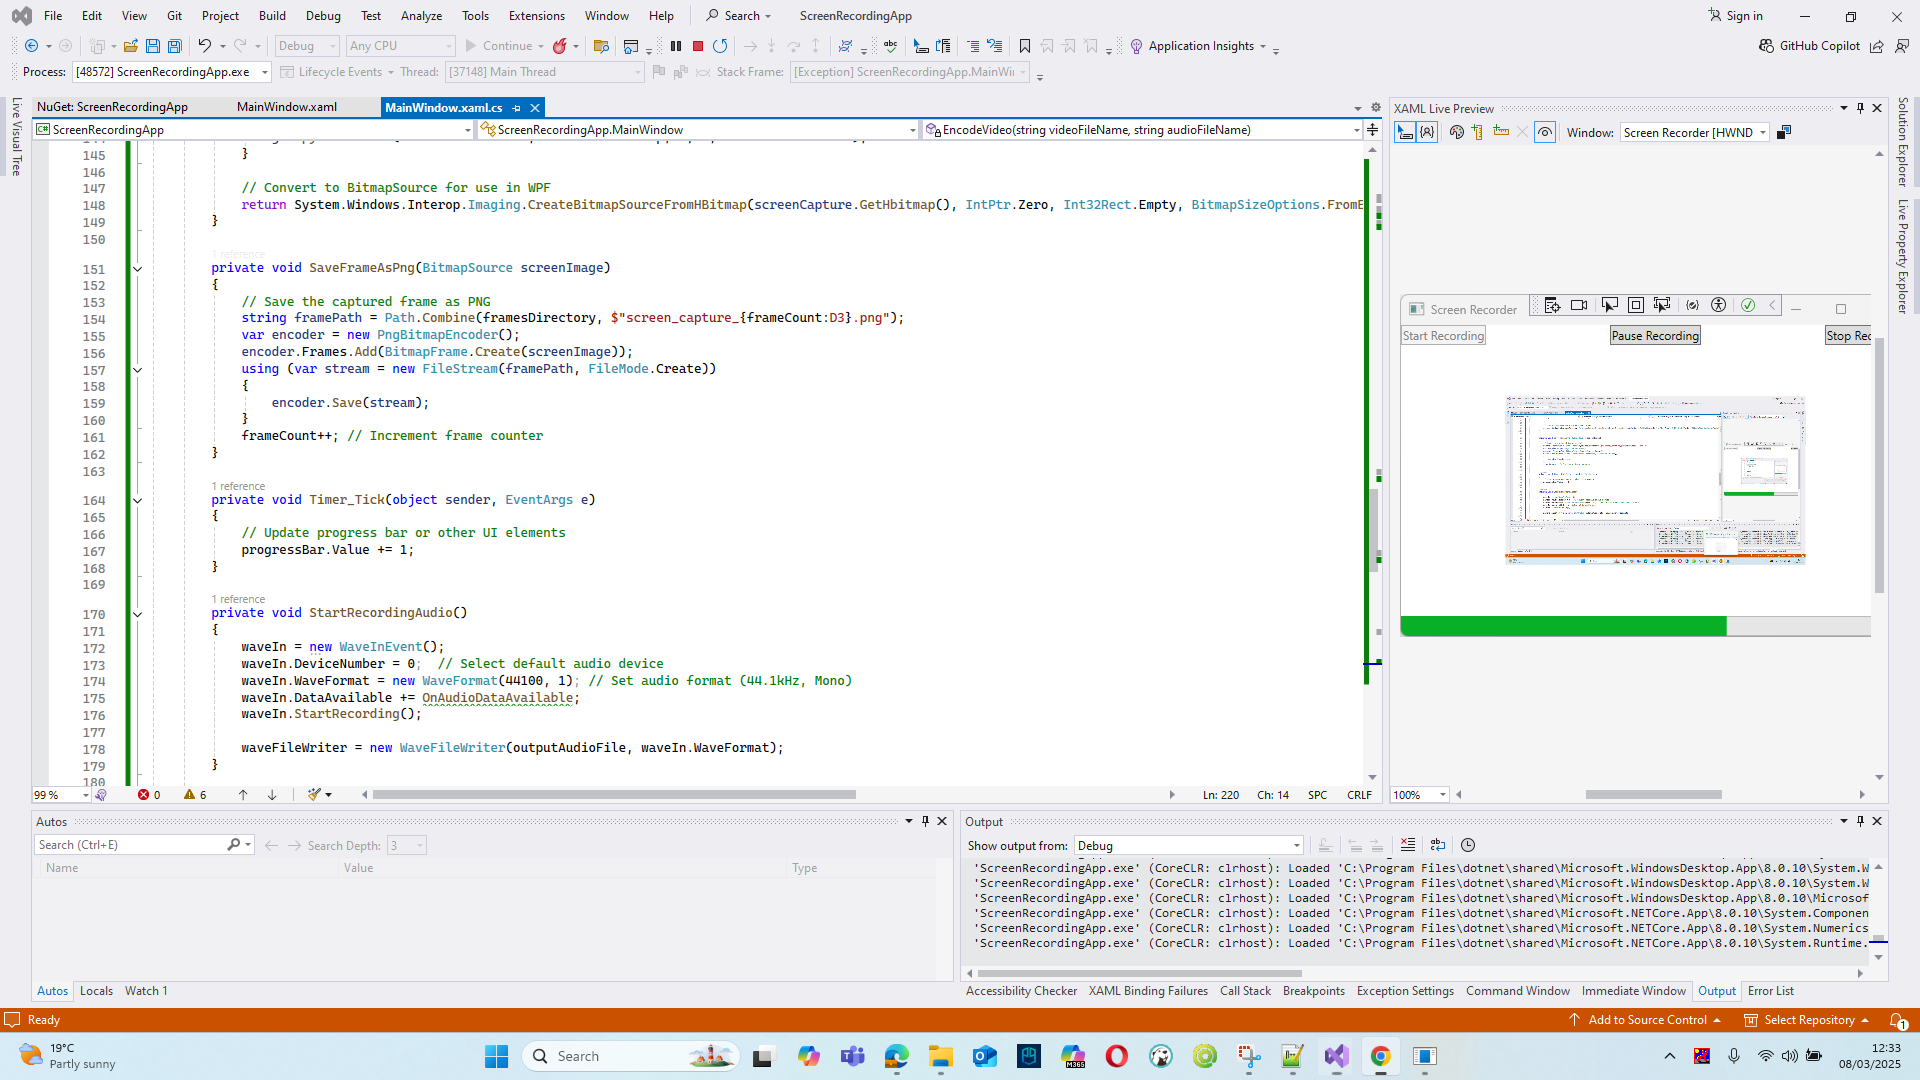 File Edit View Git Project Build Debug Test Analyze Tools Extensions Window Help Search ScreenRecordingApp Sign in
Debug Any CPU Continue Application Insights GitHub Copilot
Process: [48572] ScreenRecordingApp.exe Lifecycle Events Thread: [37148] Main Thread Stack Frame: [Exception] ScreenRecordingApp.MainWi
Live Visual Tree
NuGet: ScreenRecordingApp MainWindow.xaml MainWindow.xaml.cs
ScreenRecordingApp ScreenRecordingApp.MainWindow EncodeVideo(string videoFileName, string audioFileName)
145 }
146
147 // Convert to BitmapSource for use in WPF
148 return System.Windows.Interop.Imaging.CreateBitmapSourceFromHBitmap(screenCapture.GetHbitmap(), IntPtr.Zero, Int32Rect.Empty, BitmapSizeOptions.FromE
149 }
150
1 reference
151 private void SaveFrameAsPng(BitmapSource screenImage)
152 {
153 // Save the captured frame as PNG
154 string framePath = Path.Combine(framesDirectory, $"screen_capture_{frameCount:D3}.png");
155 var encoder = new PngBitmapEncoder();
156 encoder.Frames.Add(BitmapFrame.Create(screenImage));
157 using (var stream = new FileStream(framePath, FileMode.Create))
158 {
159 encoder.Save(stream);
160 }
161 frameCount++; // Increment frame counter
162 }
163
1 reference
164 private void Timer_Tick(object sender, EventArgs e)
165 {
166 // Update progress bar or other UI elements
167 progressBar.Value += 1;
168 }
169
1 reference
170 private void StartRecordingAudio()
171 {
172 waveIn = new WaveInEvent();
173 waveIn.DeviceNumber = 0; // Select default audio device
174 waveIn.WaveFormat = new WaveFormat(44100, 1); // Set audio format (44.1kHz, Mono)
175 waveIn.DataAvailable += OnAudioDataAvailable;
176 waveIn.StartRecording();
177
178 waveFileWriter = new WaveFileWriter(outputAudioFile, waveIn.WaveFormat);
179 }
180
99 % 0 6 Ln: 220 Ch: 14 SPC CRLF
XAML Live Preview
Window: Screen Recorder [HWND
Screen Recorder
Start Recording Pause Recording Stop Rec
100%
Solution Explorer
Live Property Explorer
Autos
Search (Ctrl+E) Search Depth: 3
Name Value Type
Autos Locals Watch 1
Output
Show output from: Debug
'ScreenRecordingApp.exe' (CoreCLR: clrhost): Loaded 'C:\Program Files\dotnet\shared\Microsoft.WindowsDesktop.App\8.0.10\System.W
'ScreenRecordingApp.exe' (CoreCLR: clrhost): Loaded 'C:\Program Files\dotnet\shared\Microsoft.WindowsDesktop.App\8.0.10\System.W
'ScreenRecordingApp.exe' (CoreCLR: clrhost): Loaded 'C:\Program Files\dotnet\shared\Microsoft.WindowsDesktop.App\8.0.10\Microsof
'ScreenRecordingApp.exe' (CoreCLR: clrhost): Loaded 'C:\Program Files\dotnet\shared\Microsoft.NETCore.App\8.0.10\System.Componen
'ScreenRecordingApp.exe' (CoreCLR: clrhost): Loaded 'C:\Program Files\dotnet\shared\Microsoft.NETCore.App\8.0.10\System.Numerics
'ScreenRecordingApp.exe' (CoreCLR: clrhost): Loaded 'C:\Program Files\dotnet\shared\Microsoft.NETCore.App\8.0.10\System.Runtime.
Accessibility Checker XAML Binding Failures Call Stack Breakpoints Exception Settings Command Window Immediate Window Output Error List
Ready Add to Source Control Select Repository 1
19°C
Partly sunny
Search
M365
12:33
08/03/2025